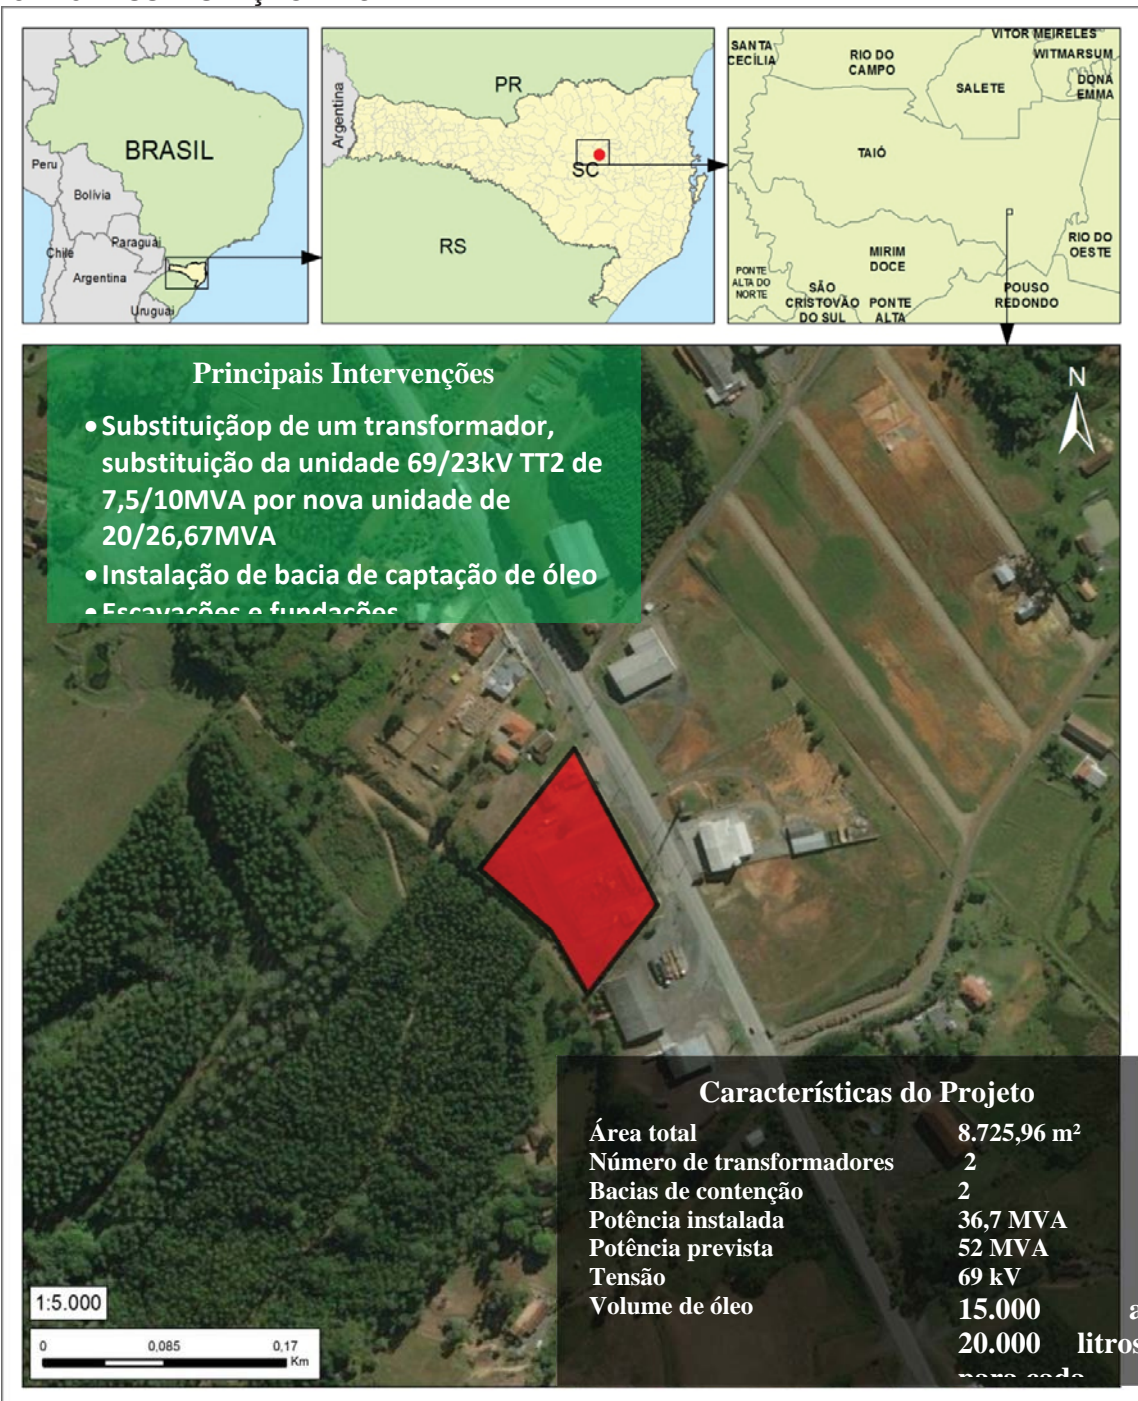 BRASIL
Peru
Bolívia
Paraguái
Chile
Argentina
Uruguai
Argentina
PR
SC
RS
SANTA
CECÍLIA
RIO DO
CAMPO
VITOR MEIRELES
WITMARSUM
DONA
EMMA
SALETE
TAIÓ
MIRIM
DOCE
RIO DO
OESTE
PONTE
ALTA DO
NORTE
SÃO
CRISTOVÃO
DO SUL
PONTE
ALTA
POUSO
REDONDO
Principais Intervenções
• Substituiçãop de um transformador,
substituição da unidade 69/23kV TT2 de
7,5/10MVA por nova unidade de
20/26,67MVA
• Instalação de bacia de captação de óleo
• Escavações e fundações
N
Características do Projeto
Área total 8.725,96 m²
Número de transformadores 2
Bacias de contenção 2
Potência instalada 36,7 MVA
Potência prevista 52 MVA
Tensão 69 kV
Volume de óleo 15.000 a
20.000 litros
para cada
1:5.000
0 0,085 0,17
Km